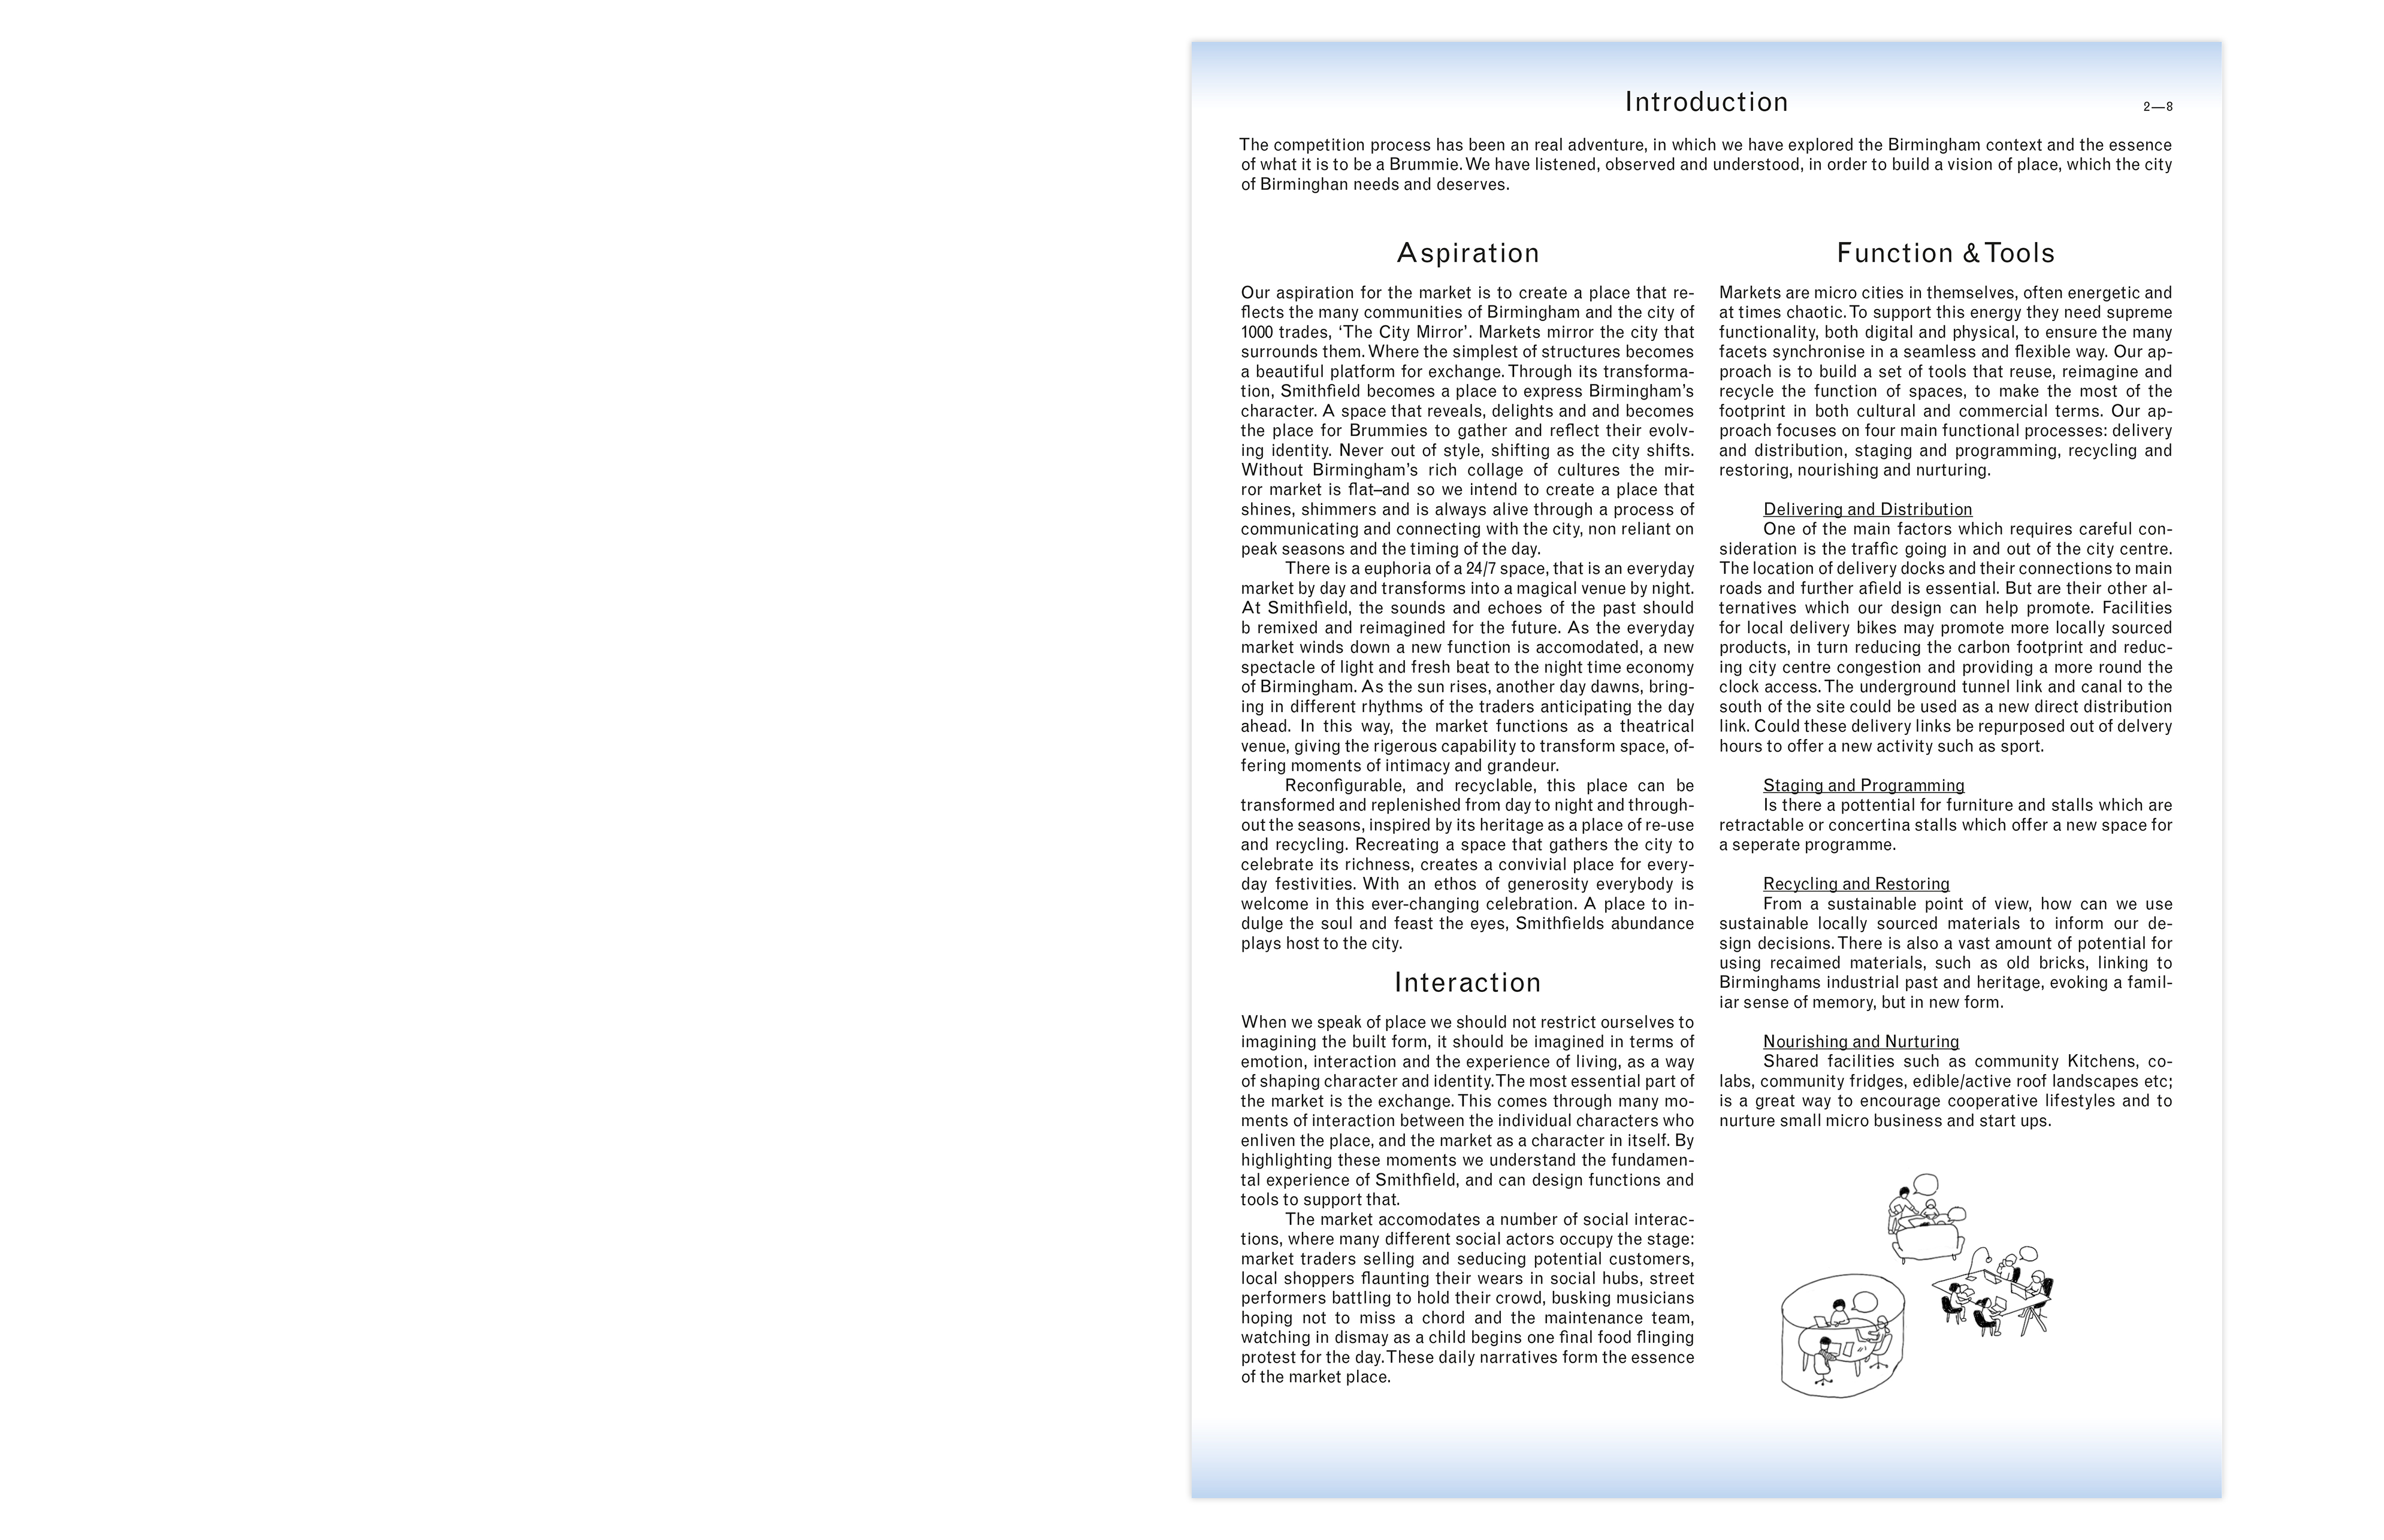 Introduction
2—8
The competition process has been an real adventure, in which we have explored the Birmingham context and the essence
of what it is to be a Brummie. We have listened, observed and understood, in order to build a vision of place, which the city
of Birminghan needs and deserves.
Aspiration
Our aspiration for the market is to create a place that re-
flects the many communities of Birmingham and the city of
1000 trades, ‘The City Mirror’. Markets mirror the city that
surrounds them. Where the simplest of structures becomes
a beautiful platform for exchange. Through its transforma-
tion, Smithfield becomes a place to express Birmingham’s
character. A space that reveals, delights and and becomes
the place for Brummies to gather and reflect their evolv-
ing identity. Never out of style, shifting as the city shifts.
Without Birmingham’s rich collage of cultures the mir-
ror market is flat–and so we intend to create a place that
shines, shimmers and is always alive through a process of
communicating and connecting with the city, non reliant on
peak seasons and the timing of the day.
There is a euphoria of a 24/7 space, that is an everyday
market by day and transforms into a magical venue by night.
At Smithfield, the sounds and echoes of the past should
b remixed and reimagined for the future. As the everyday
market winds down a new function is accomodated, a new
spectacle of light and fresh beat to the night time economy
of Birmingham. As the sun rises, another day dawns, bring-
ing in different rhythms of the traders anticipating the day
ahead. In this way, the market functions as a theatrical
venue, giving the rigerous capability to transform space, of-
fering moments of intimacy and grandeur.
Reconfigurable, and recyclable, this place can be
transformed and replenished from day to night and through-
out the seasons, inspired by its heritage as a place of re-use
and recycling. Recreating a space that gathers the city to
celebrate its richness, creates a convivial place for every-
day festivities. With an ethos of generosity everybody is
welcome in this ever-changing celebration. A place to in-
dulge the soul and feast the eyes, Smithfields abundance
plays host to the city.
Interaction
When we speak of place we should not restrict ourselves to
imagining the built form, it should be imagined in terms of
emotion, interaction and the experience of living, as a way
of shaping character and identity. The most essential part of
the market is the exchange. This comes through many mo-
ments of interaction between the individual characters who
enliven the place, and the market as a character in itself. By
highlighting these moments we understand the fundamen-
tal experience of Smithfield, and can design functions and
tools to support that.
The market accomodates a number of social interac-
tions, where many different social actors occupy the stage:
market traders selling and seducing potential customers,
local shoppers flaunting their wears in social hubs, street
performers battling to hold their crowd, busking musicians
hoping not to miss a chord and the maintenance team,
watching in dismay as a child begins one final food flinging
protest for the day. These daily narratives form the essence
of the market place.
Function & Tools
Markets are micro cities in themselves, often energetic and
at times chaotic. To support this energy they need supreme
functionality, both digital and physical, to ensure the many
facets synchronise in a seamless and flexible way. Our ap-
proach is to build a set of tools that reuse, reimagine and
recycle the function of spaces, to make the most of the
footprint in both cultural and commercial terms. Our ap-
proach focuses on four main functional processes: delivery
and distribution, staging and programming, recycling and
restoring, nourishing and nurturing.
Delivering and Distribution
One of the main factors which requires careful con-
sideration is the traffic going in and out of the city centre.
The location of delivery docks and their connections to main
roads and further afield is essential. But are their other al-
ternatives which our design can help promote. Facilities
for local delivery bikes may promote more locally sourced
products, in turn reducing the carbon footprint and reduc-
ing city centre congestion and providing a more round the
clock access. The underground tunnel link and canal to the
south of the site could be used as a new direct distribution
link. Could these delivery links be repurposed out of delvery
hours to offer a new activity such as sport.
Staging and Programming
Is there a pottential for furniture and stalls which are
retractable or concertina stalls which offer a new space for
a seperate programme.
Recycling and Restoring
From a sustainable point of view, how can we use
sustainable locally sourced materials to inform our de-
sign decisions. There is also a vast amount of potential for
using recaimed materials, such as old bricks, linking to
Birminghams industrial past and heritage, evoking a famil-
iar sense of memory, but in new form.
Nourishing and Nurturing
Shared facilities such as community Kitchens, co-
labs, community fridges, edible/active roof landscapes etc;
is a great way to encourage cooperative lifestyles and to
nurture small micro business and start ups.